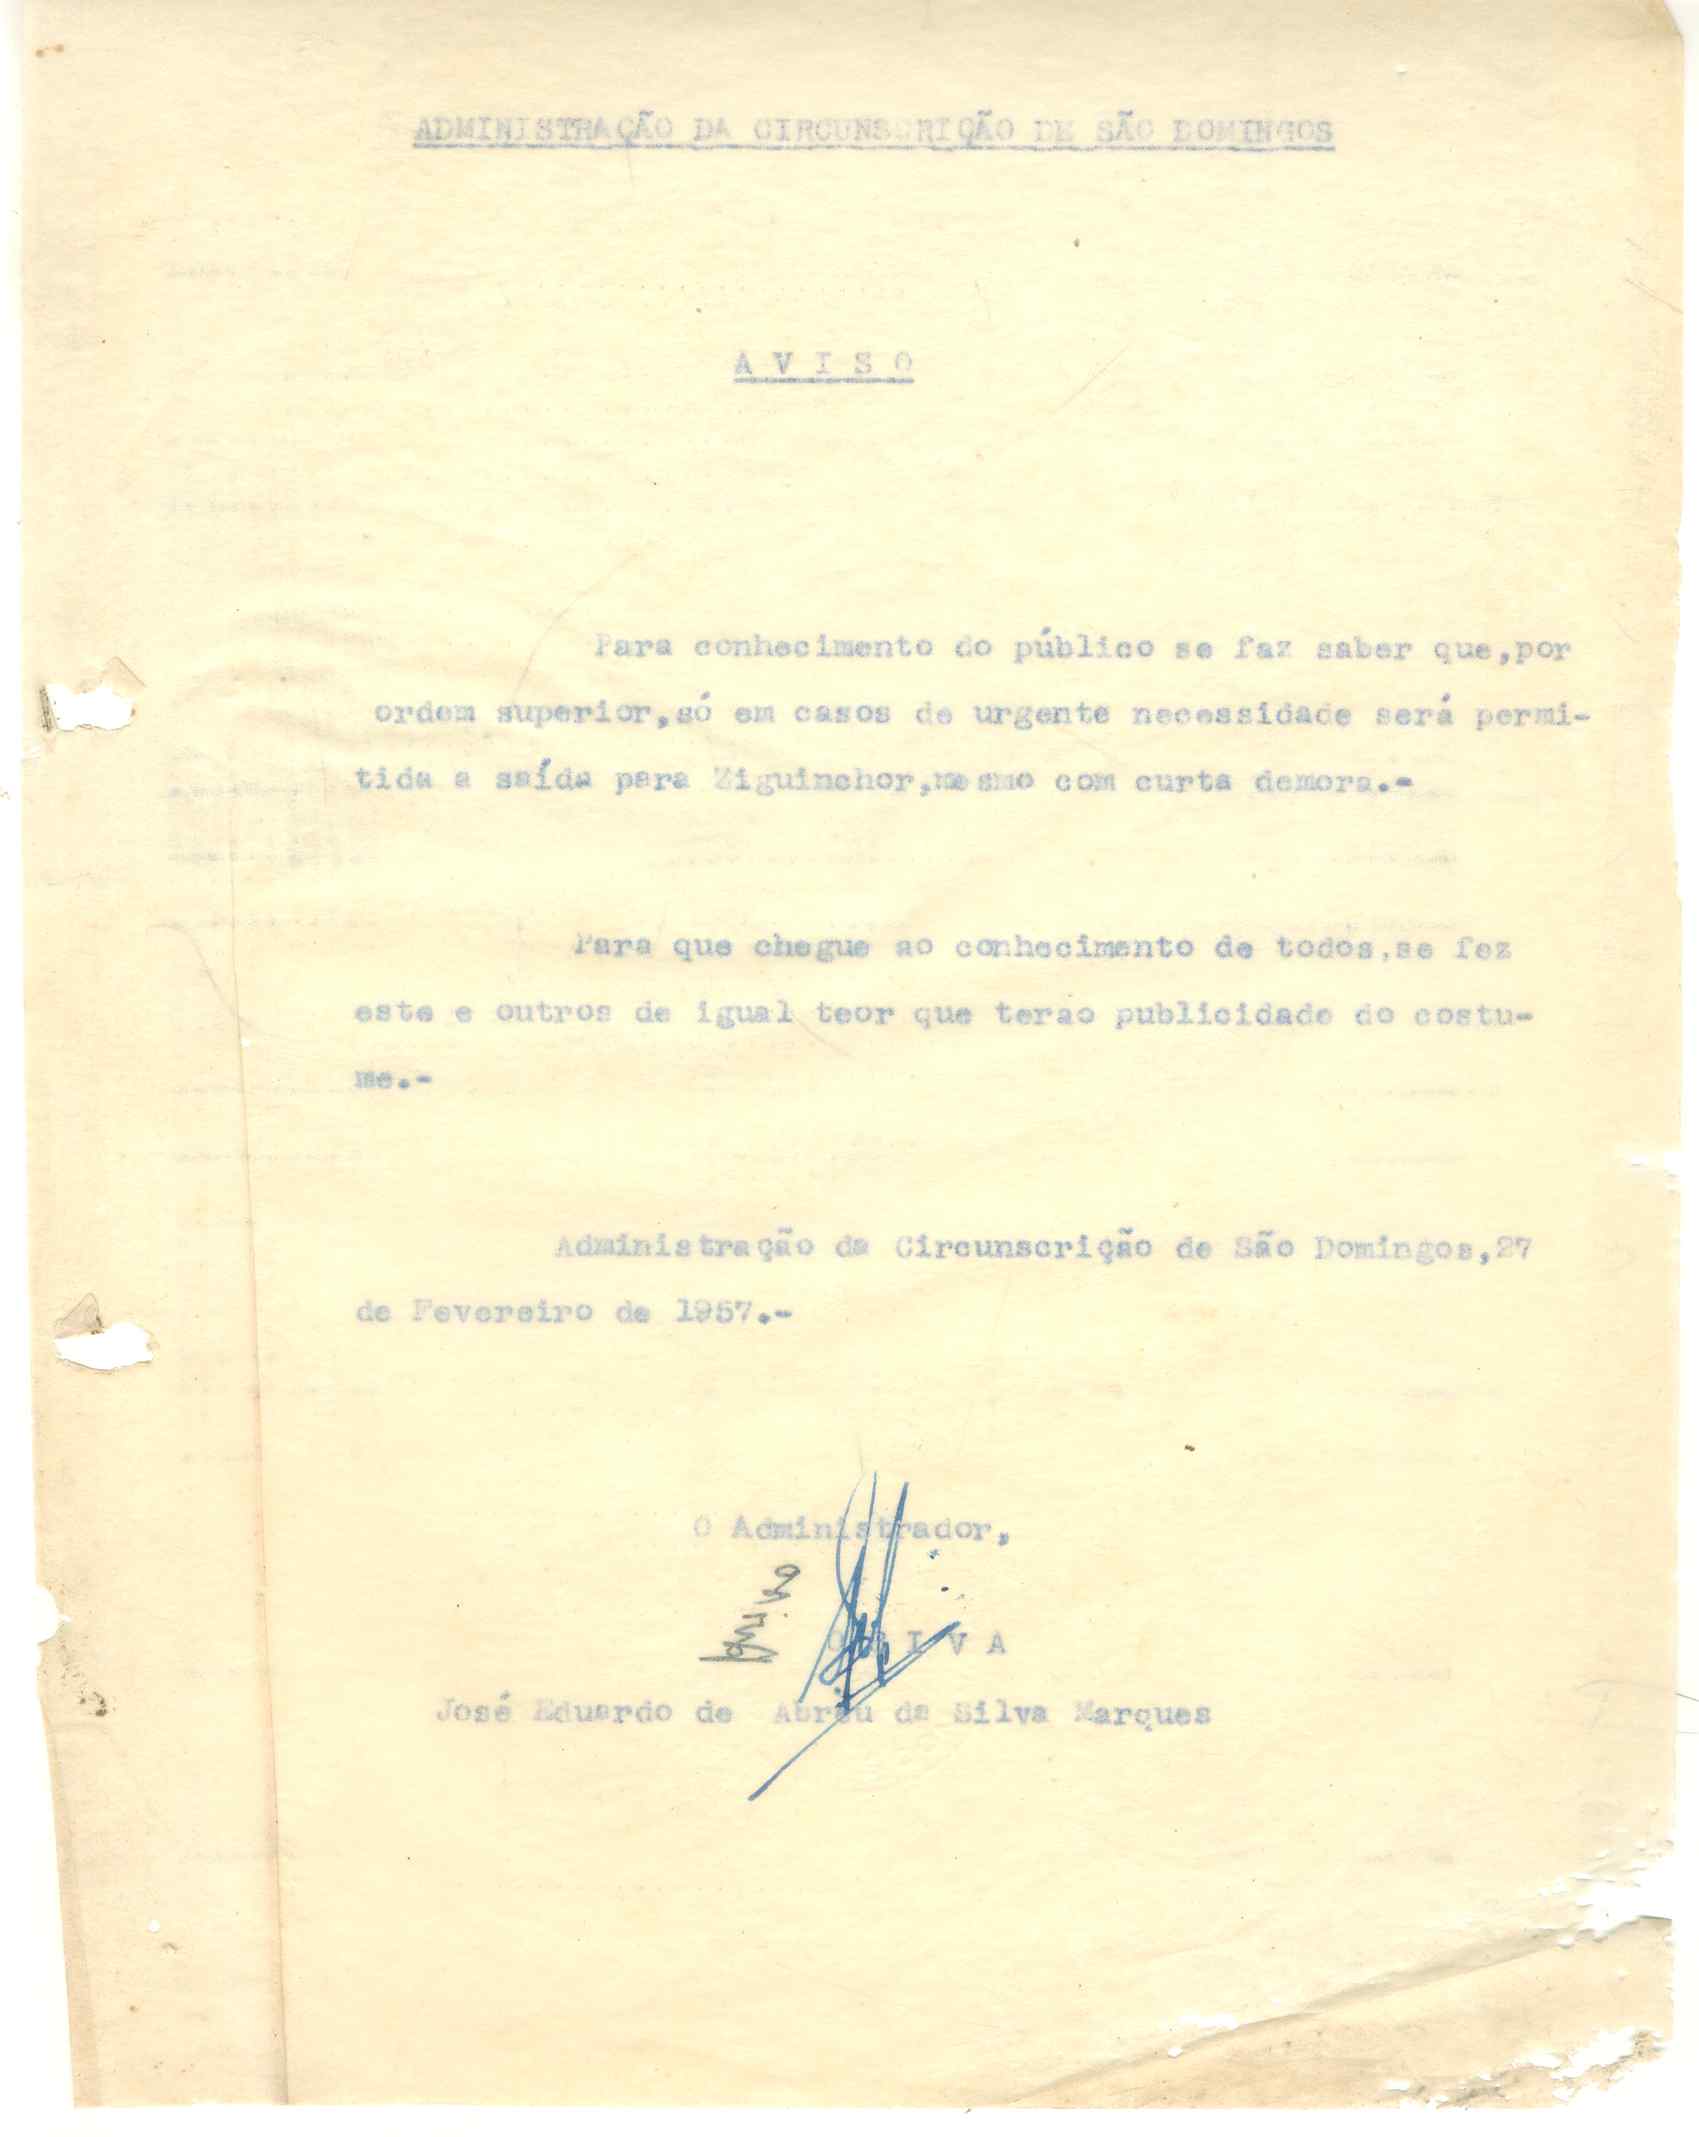 ADMINISTRAÇÃO DA CIRCUNSCRIÇÃO DE SÃO DOMINGOS
A V I S O
Para conhecimento do público se faz saber que,por
ordem superior,só em casos de urgente necessidade será permi-
tida a saída para Ziguinchor,mesmo com curta demora.-
Para que chegue ao conhecimento de todos,se fez
este e outros de igual teor que terao publicidade do costu-
me.-
Administração da Circunscrição de São Domingos,27
de Fevereiro de 1957.-
O Administrador,
Arquivo
José Eduardo de Abreu da Silva Marques